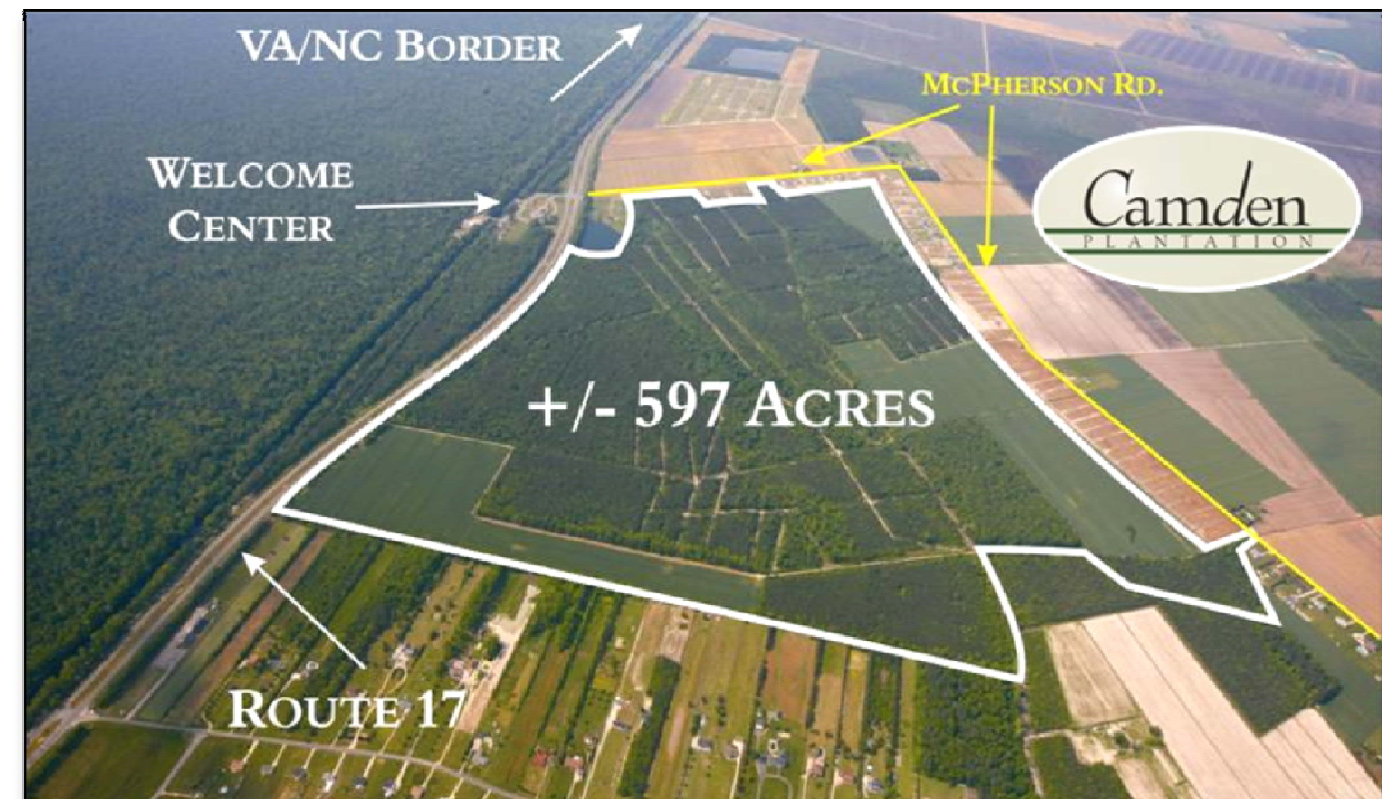 VA/NC BORDER
MCPHERSON RD.
WELCOME
CENTER
Camden
PLANTATION
+/- 597 ACRES
ROUTE 17